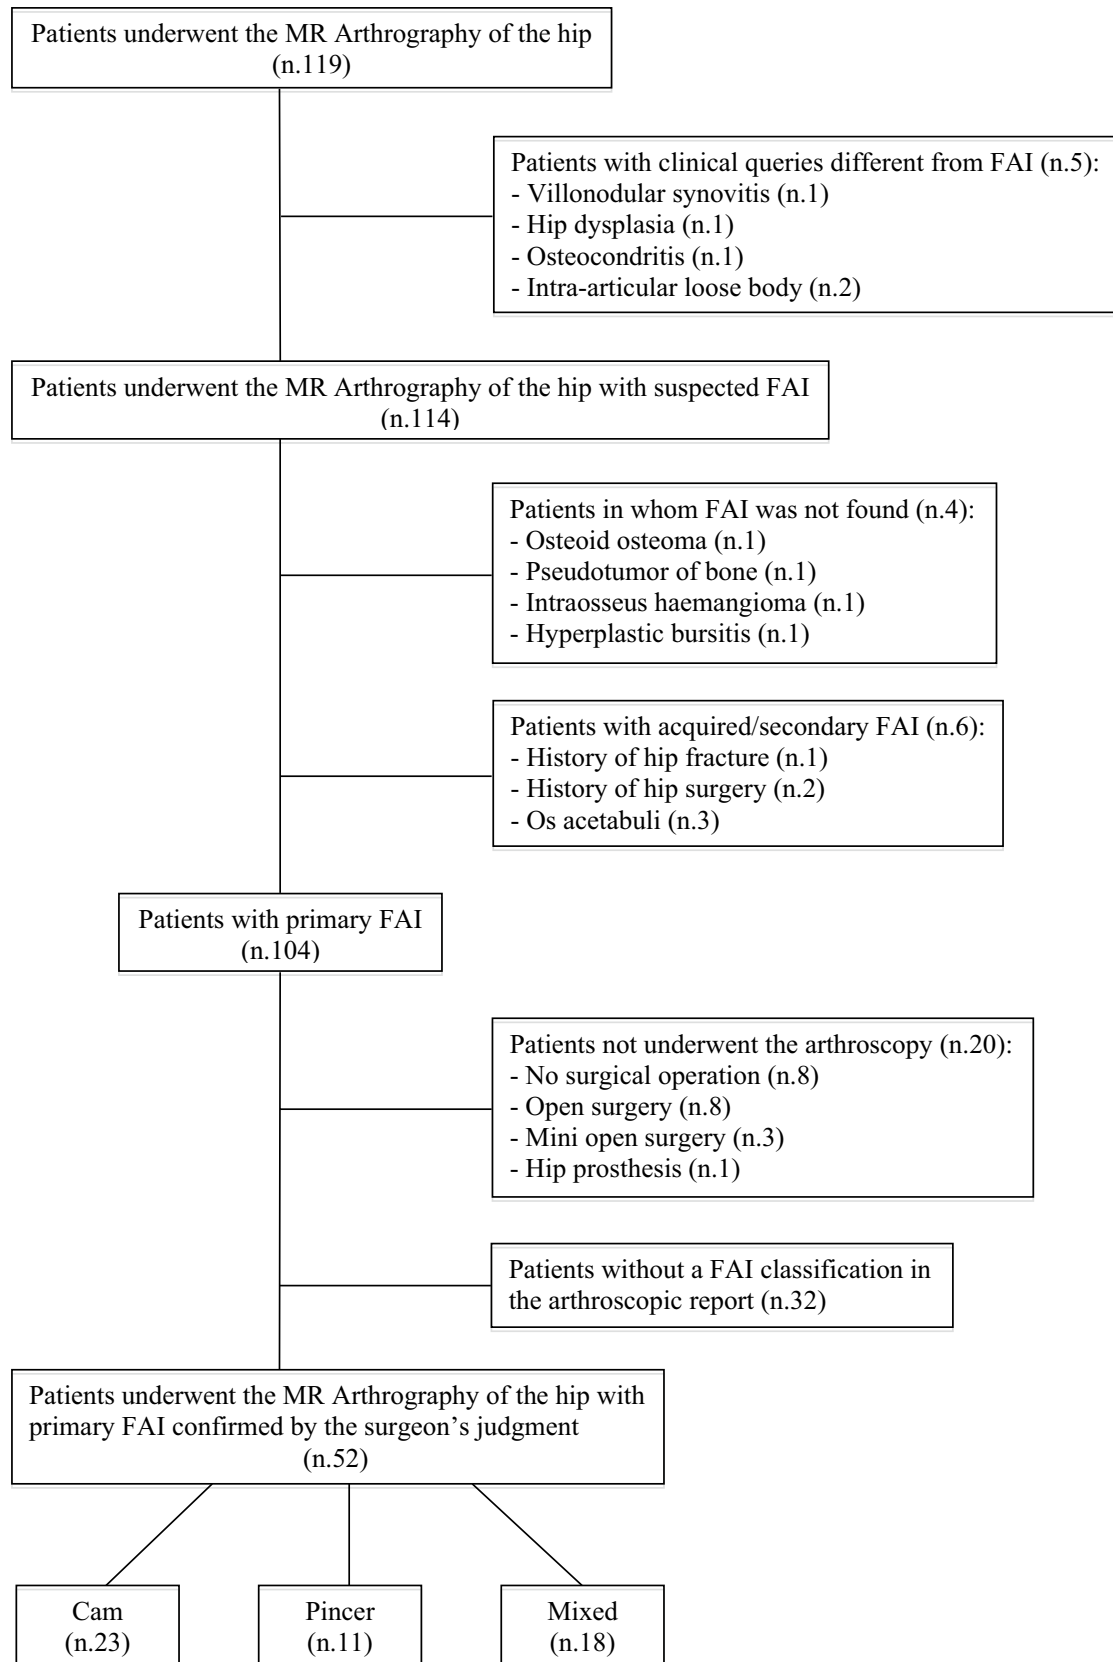 Patients underwent the MR Arthrography of the hip
(n.119)
Patients with clinical queries different from FAI (n.5):
- Villonodular synovitis (n.1)
- Hip dysplasia (n.1)
- Osteocondritis (n.1)
- Intra-articular loose body (n.2)
Patients underwent the MR Arthrography of the hip with suspected FAI
(n.114)
Patients in whom FAI was not found (n.4):
- Osteoid osteoma (n.1)
- Pseudotumor of bone (n.1)
- Intraosseus haemangioma (n.1)
- Hyperplastic bursitis (n.1)
Patients with acquired/secondary FAI (n.6):
- History of hip fracture (n.1)
- History of hip surgery (n.2)
- Os acetabuli (n.3)
Patients with primary FAI
(n.104)
Patients not underwent the arthroscopy (n.20):
- No surgical operation (n.8)
- Open surgery (n.8)
- Mini open surgery (n.3)
- Hip prosthesis (n.1)
Patients without a FAI classification in
the arthroscopic report (n.32)
Patients underwent the MR Arthrography of the hip with
primary FAI confirmed by the surgeon’s judgment
(n.52)
Cam
(n.23)
Pincer
(n.11)
Mixed
(n.18)